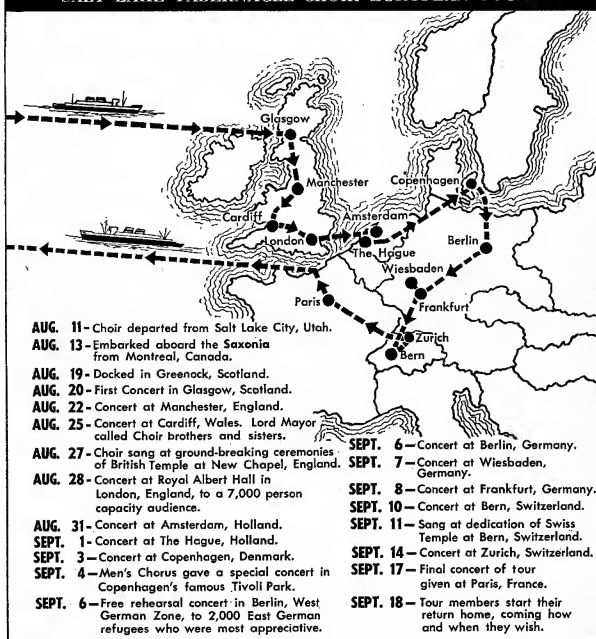 SALT LAKE TABERNACLE CHOIR EUROPEAN TOUR
Glasgow
Manchester
Copenhagen
Cardiff
Amsterdam
London
The Hague
Berlin
Wiesbaden
Paris
Frankfurt
Zurich
Bern
AUG. 11-Choir departed from Salt Lake City, Utah.
AUG. 13-Embarked aboard the Saxonia
from Montreal, Canada.
AUG. 19-Docked in Greenock, Scotland.
AUG. 20-First Concert in Glasgow, Scotland.
AUG. 22-Concert at Manchester, England.
AUG. 25-Concert at Cardiff, Wales. Lord Mayor
called Choir brothers and sisters.
AUG. 27-Choir sang at ground-breaking ceremonies
of British Temple at New Chapel, England.
AUG. 28-Concert at Royal Albert Hall in
London, England, to a 7,000 person
capacity audience.
AUG. 31-Concert at Amsterdam, Holland.
SEPT. 1-Concert at The Hague, Holland.
SEPT. 3-Concert at Copenhagen, Denmark.
SEPT. 4-Men's Chorus gave a special concert in
Copenhagen's famous Tivoli Park.
SEPT. 6-Free rehearsal concert in Berlin, West
German Zone, to 2,000 East German
refugees who were most appreciative.
SEPT. 6-Concert at Berlin, Germany.
SEPT. 7-Concert at Wiesbaden,
Germany.
SEPT. 8-Concert at Frankfurt, Germany.
SEPT. 10-Concert at Bern, Switzerland.
SEPT. 11-Sang at dedication of Swiss
Temple at Bern, Switzerland.
SEPT. 14-Concert at Zurich, Switzerland.
SEPT. 17-Final concert of tour
given at Paris, France.
SEPT. 18-Tour members start their
return home, coming how
and when they wish.